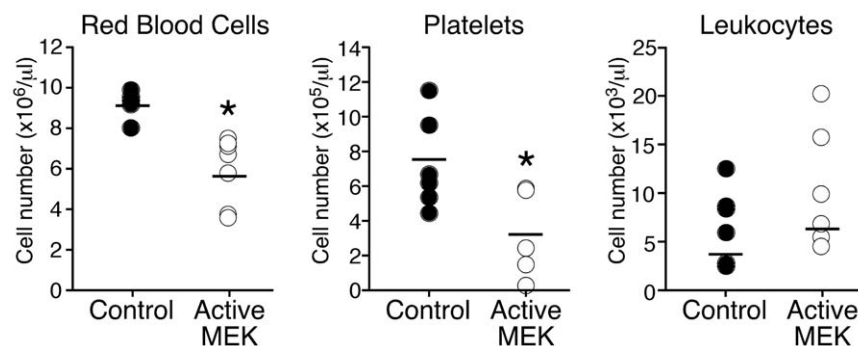 Red Blood Cells
Cell number (x10⁶/µl)
12
10
8
6
4
2
0
*
Control
Active
MEK
Platelets
Cell number (x10⁵/µl)
14
12
10
8
6
4
2
0
*
Control
Active
MEK
Leukocytes
Cell number (x10³/µl)
25
20
15
10
5
0
Control
Active
MEK